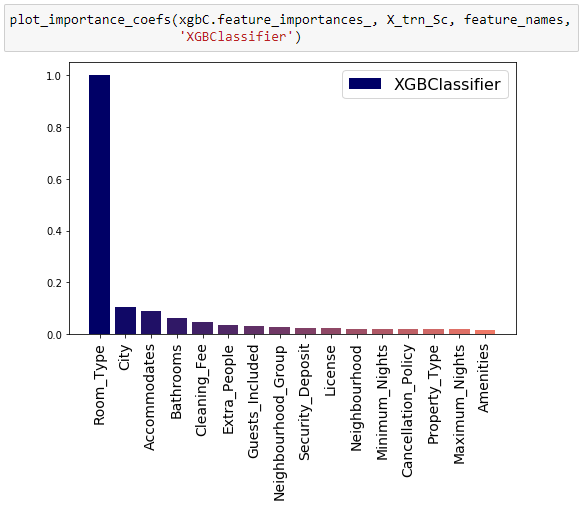 plot_importance_coefs(xgbC.feature_importances_, X_trn_Sc, feature_names,
'XGBClassifier')
XGBClassifier
1.0
0.8
0.6
0.4
0.2
0.0
Room_Type
City
Accommodates
Bathrooms
Cleaning_Fee
Extra_People
Guests_Included
Neighbourhood_Group
Security_Deposit
License
Neighbourhood
Minimum_Nights
Cancellation_Policy
Property_Type
Maximum_Nights
Amenities